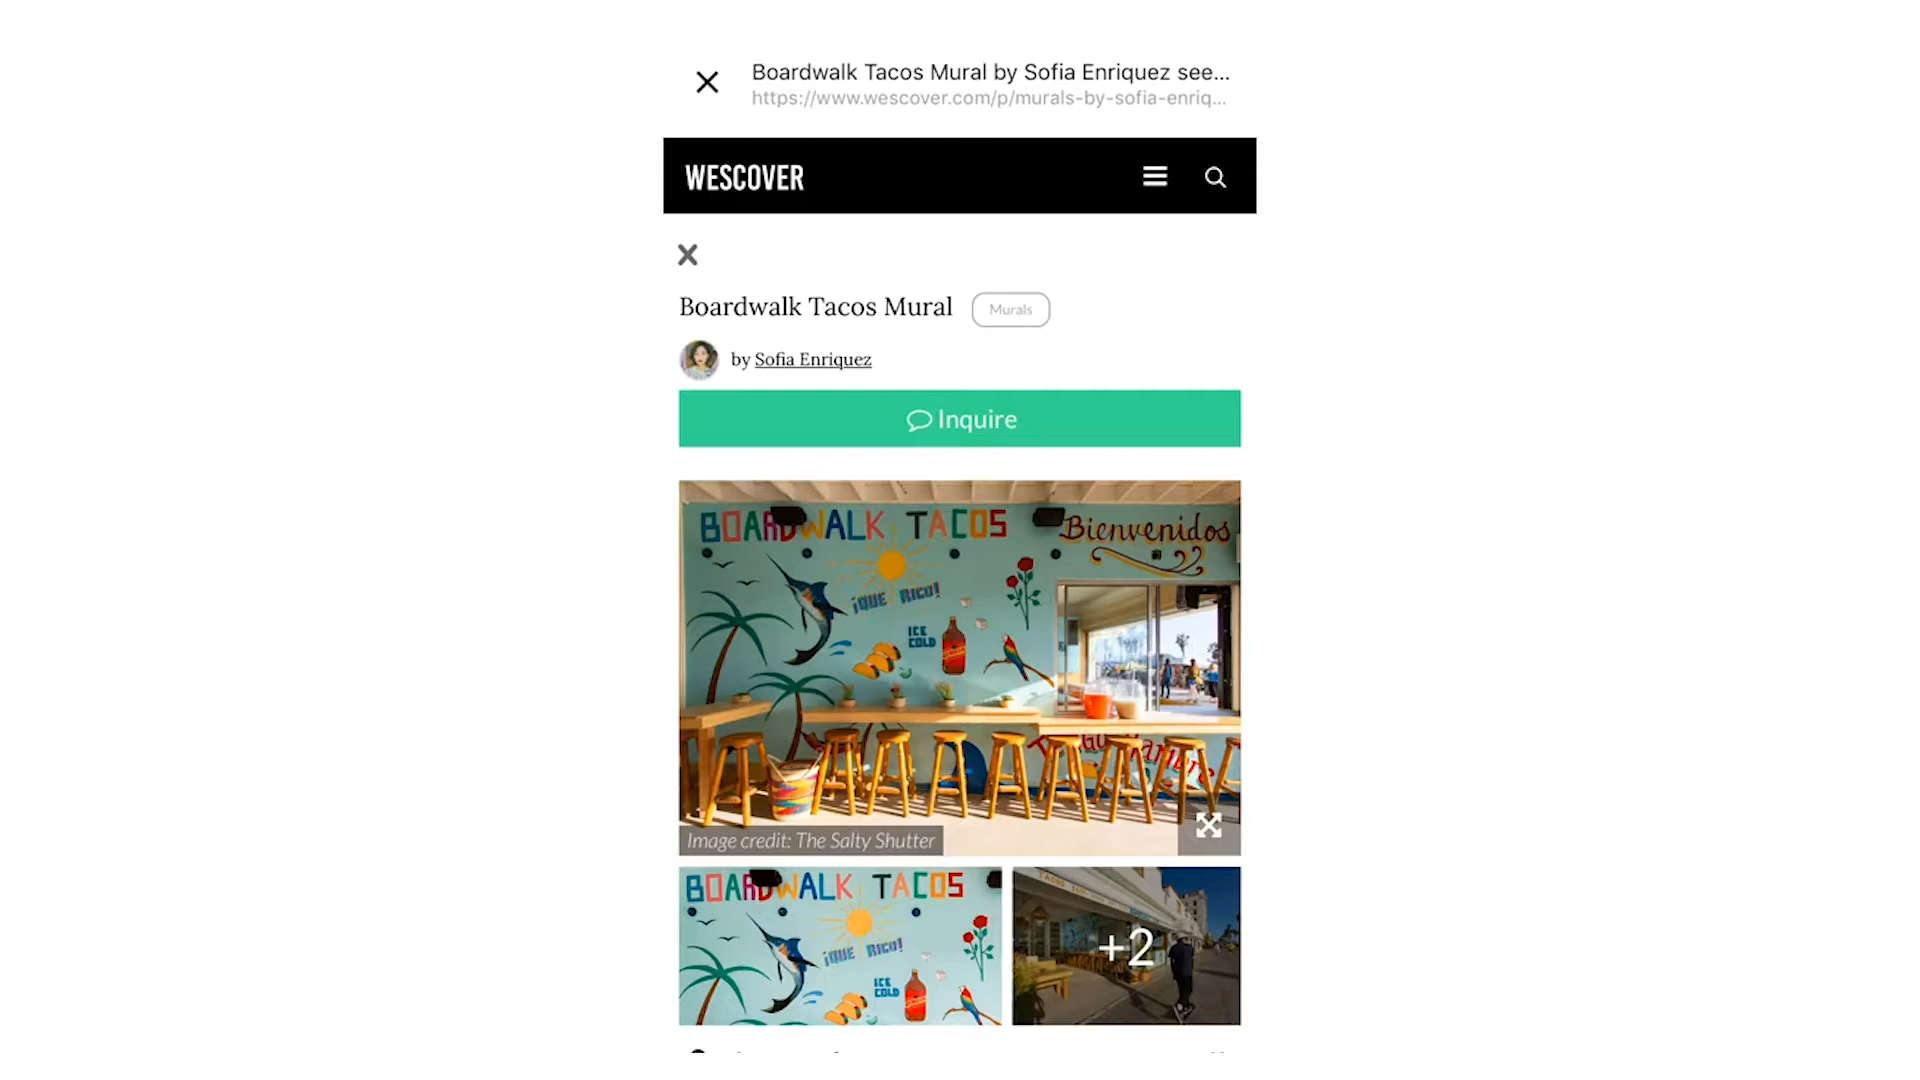 Boardwalk Tacos Mural by Sofia Enriquez see...
https://www.wescover.com/p/murals-by-sofia-enriq...
WESCOVER
Boardwalk Tacos Mural
Murals
by Sofia Enriquez
Inquire
BOARDWALK TACOS
Bienvenidos
¡QUE RICO!
ICE
COLD
Image credit: The Salty Shutter
BOARDWALK TACOS
¡QUE RICO!
ICE
COLD
+2